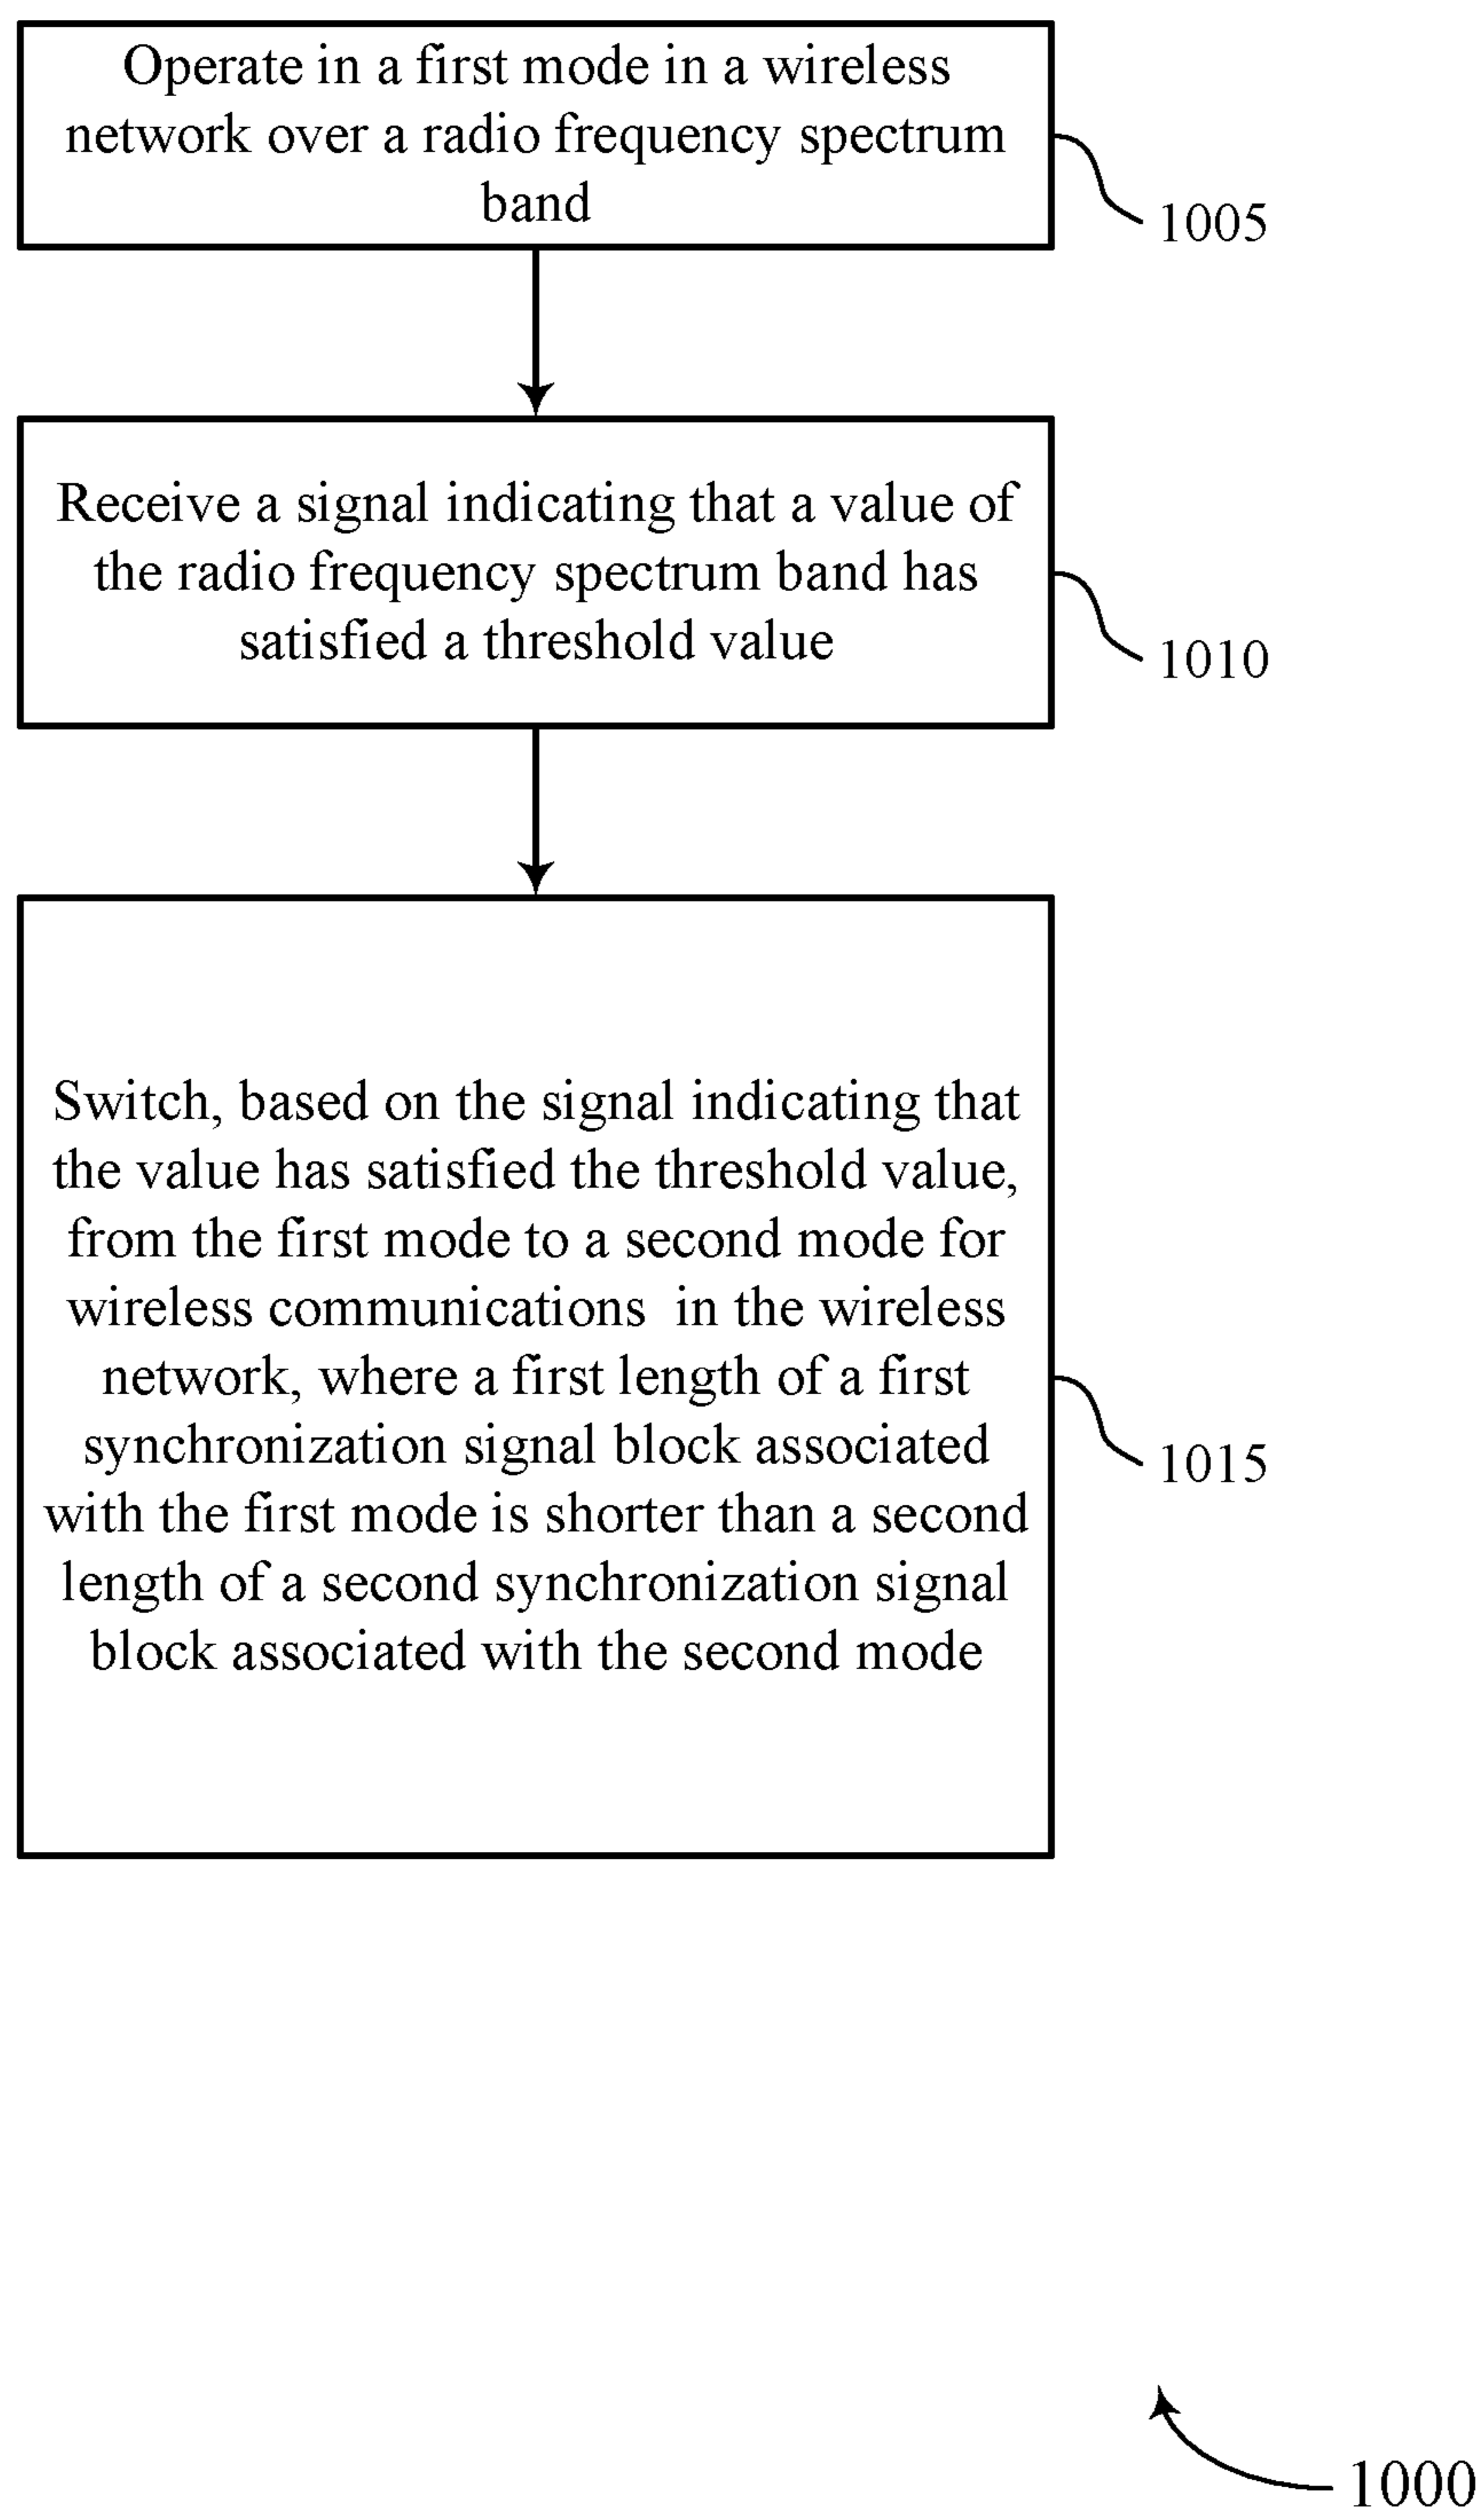 Operate in a first mode in a wireless
network over a radio frequency spectrum
band
1005
Receive a signal indicating that a value of
the radio frequency spectrum band has
satisfied a threshold value
1010
Switch, based on the signal indicating that
the value has satisfied the threshold value,
from the first mode to a second mode for
wireless communications  in the wireless
network, where a first length of a first
synchronization signal block associated
with the first mode is shorter than a second
length of a second synchronization signal
block associated with the second mode
1015
1000